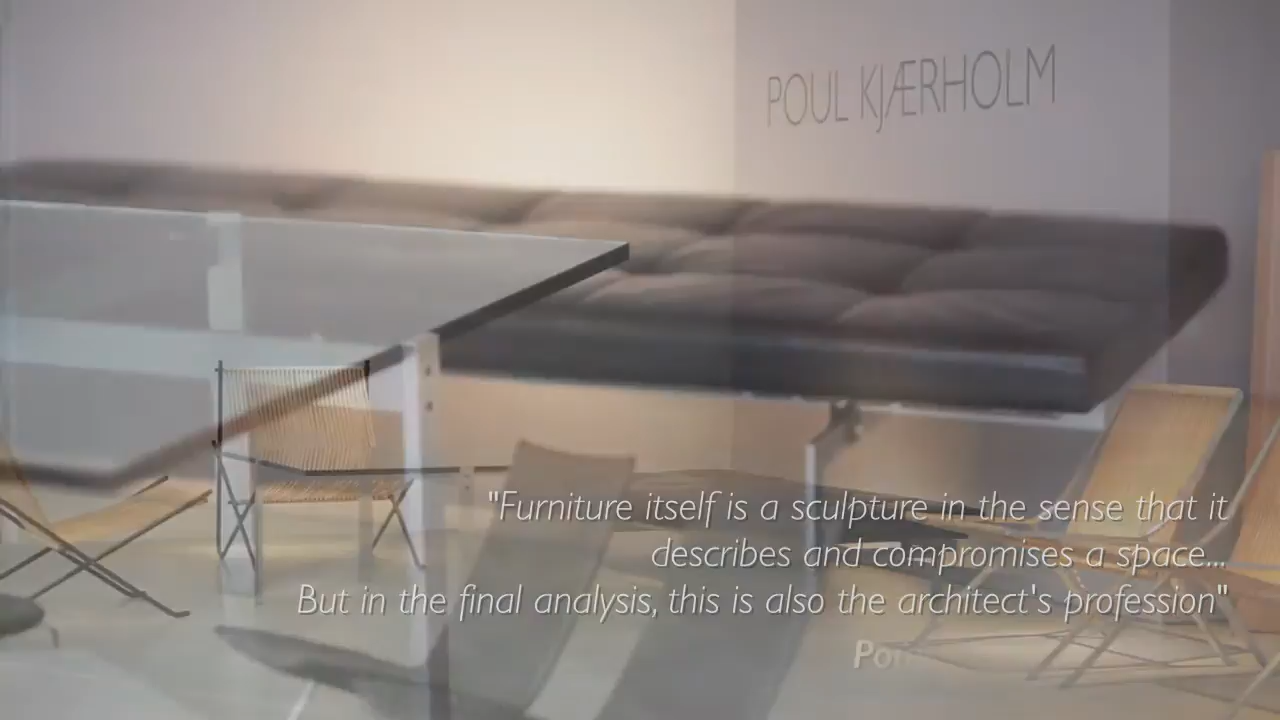 POUL KJÆRHOLM
"Furniture itself is a sculpture in the sense that it
describes and compromises a space...
But in the final analysis, this is also the architect's profession"